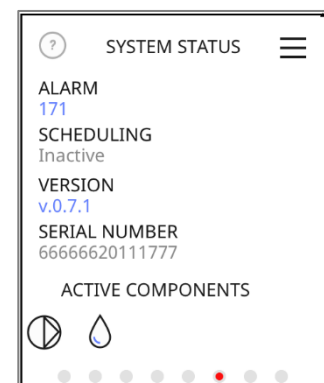 ?
SYSTEM STATUS
ALARM
171
SCHEDULING
Inactive
VERSION
v.0.7.1
SERIAL NUMBER
66666620111777
ACTIVE COMPONENTS